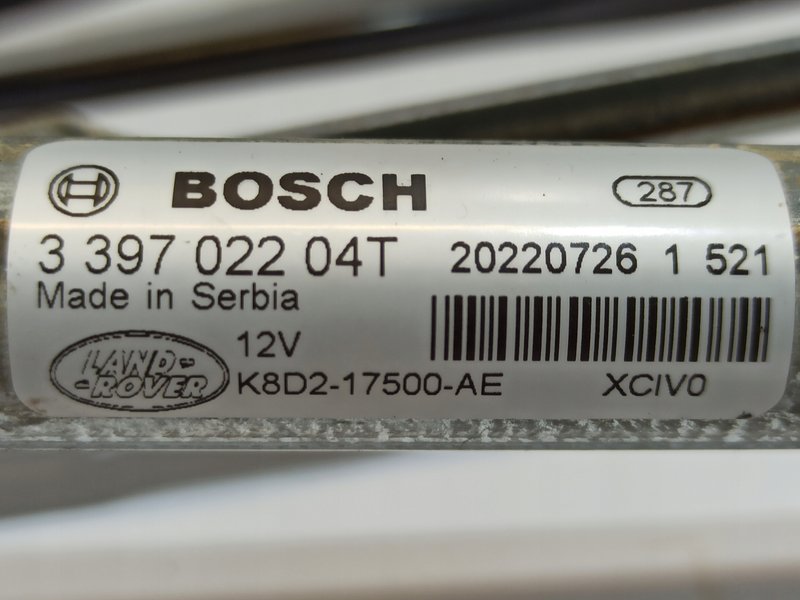 BOSCH 287
3 397 022 04T 20220726 1 521
Made in Serbia
12V
LAND
ROVER
K8D2-17500-AE XCIV0